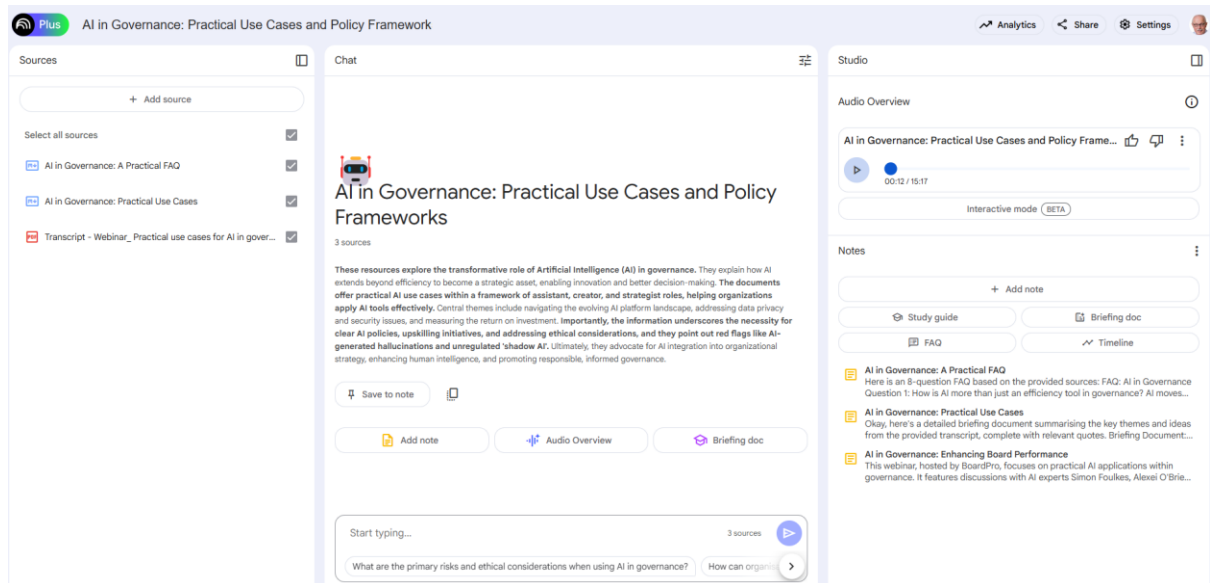 Plus
AI in Governance: Practical Use Cases and Policy Framework
Analytics
Share
Settings
Sources
+ Add source
Select all sources
M+ AI in Governance: A Practical FAQ
M+ AI in Governance: Practical Use Cases
PDF Transcript - Webinar_ Practical use cases for AI in gover...
Chat
AI in Governance: Practical Use Cases and Policy
Frameworks
3 sources
These resources explore the transformative role of Artificial Intelligence (AI) in governance. They explain how AI
extends beyond efficiency to become a strategic asset, enabling innovation and better decision-making. The documents
offer practical AI use cases within a framework of assistant, creator, and strategist roles, helping organizations
apply AI tools effectively. Central themes include navigating the evolving AI platform landscape, addressing data privacy
and security issues, and measuring the return on investment. Importantly, the information underscores the necessity for
clear AI policies, upskilling initiatives, and addressing ethical considerations, and they point out red flags like AI-
generated hallucinations and unregulated 'shadow AI'. Ultimately, they advocate for AI integration into organizational
strategy, enhancing human intelligence, and promoting responsible, informed governance.
Save to note
Add note
Audio Overview
Briefing doc
Start typing...
3 sources
What are the primary risks and ethical considerations when using AI in governance?
How can organi
Studio
Audio Overview
AI in Governance: Practical Use Cases and Policy Frame...
00:12 / 15:17
Interactive mode BETA
Notes
+ Add note
Study guide
Briefing doc
FAQ
Timeline
AI in Governance: A Practical FAQ
Here is an 8-question FAQ based on the provided sources: FAQ: AI in Governance
Question 1: How is AI more than just an efficiency tool in governance? AI moves...
AI in Governance: Practical Use Cases
Okay, here's a detailed briefing document summarising the key themes and ideas
from the provided transcript, complete with relevant quotes. Briefing Document:...
AI in Governance: Enhancing Board Performance
This webinar, hosted by BoardPro, focuses on practical AI applications within
governance. It features discussions with AI experts Simon Foulkes, Alexei O'Brie...